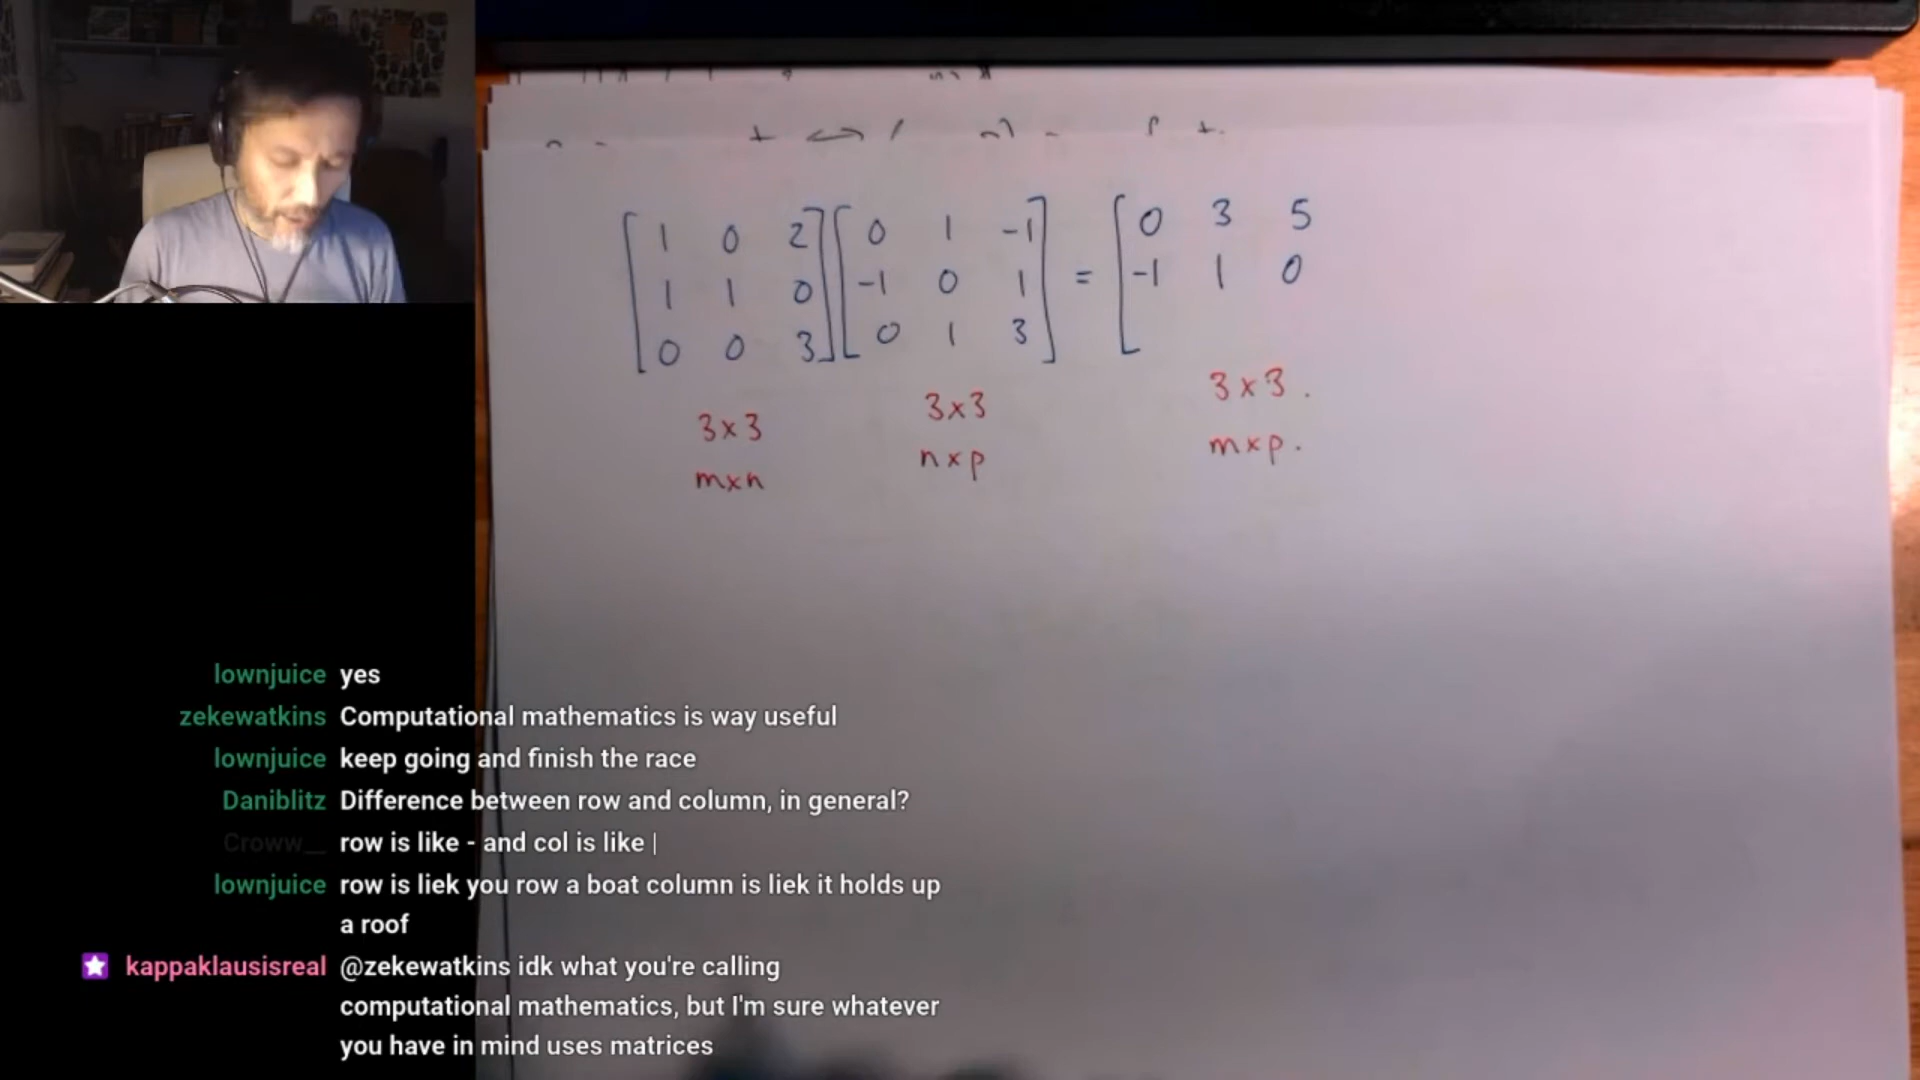 [1 0 2] [0 1 -1] = [0 3 5
[1 1 0] [-1 0 1] [-1 1 0
[0 0 3] [0 1 3] [
3x3 3x3 3x3.
mxn nxp mxp.
lownjuice yes
zekewatkins Computational mathematics is way useful
lownjuice keep going and finish the race
Daniblitz Difference between row and column, in general?
Croww__ row is like - and col is like |
lownjuice row is liek you row a boat column is liek it holds up
a roof
kappaklausisreal @zekewatkins idk what you're calling
computational mathematics, but I'm sure whatever
you have in mind uses matrices